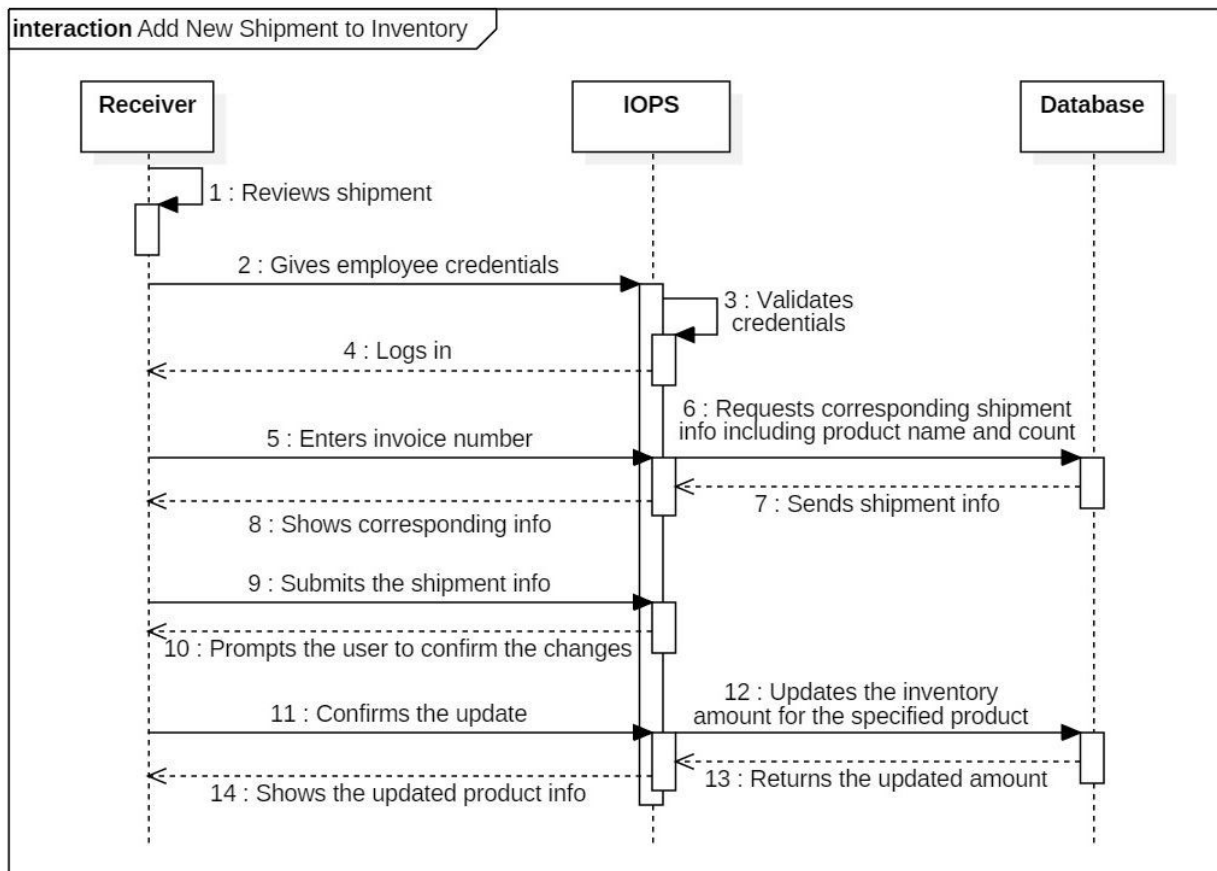 interaction Add New Shipment to Inventory
Receiver
IOPS
Database
1 : Reviews shipment
2 : Gives employee credentials
3 : Validates
credentials
4 : Logs in
5 : Enters invoice number
6 : Requests corresponding shipment
info including product name and count
7 : Sends shipment info
8 : Shows corresponding info
9 : Submits the shipment info
10 : Prompts the user to confirm the changes
11 : Confirms the update
12 : Updates the inventory
amount for the specified product
13 : Returns the updated amount
14 : Shows the updated product info